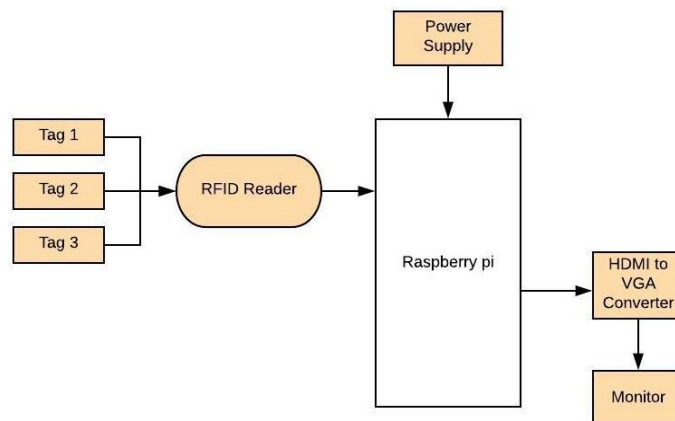 Power
Supply
Tag 1
Tag 2
Tag 3
RFID Reader
Raspberry pi
HDMI to
VGA
Converter
Monitor